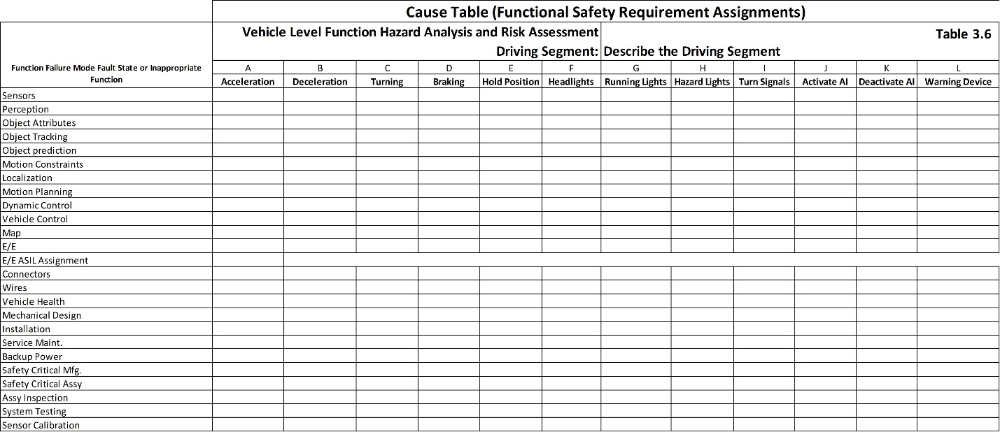 Cause Table (Functional Safety Requirement Assignments)
Vehicle Level Function Hazard Analysis and Risk Assessment
Table 3.6
Driving Segment: Describe the Driving Segment
Function Failure Mode Fault State or Inappropriate
Function
A B C D E F G H I J K L
Acceleration Deceleration Turning Braking Hold Position Headlights Running Lights Hazard Lights Turn Signals Activate AI Deactivate AI Warning Device
Sensors
Perception
Object Attributes
Object Tracking
Object prediction
Motion Constraints
Localization
Motion Planning
Dynamic Control
Vehicle Control
Map
E/E
E/E ASIL Assignment
Connectors
Wires
Vehicle Health
Mechanical Design
Installation
Service Maint.
Backup Power
Safety Critical Mfg.
Safety Critical Assy
Assy Inspection
System Testing
Sensor Calibration